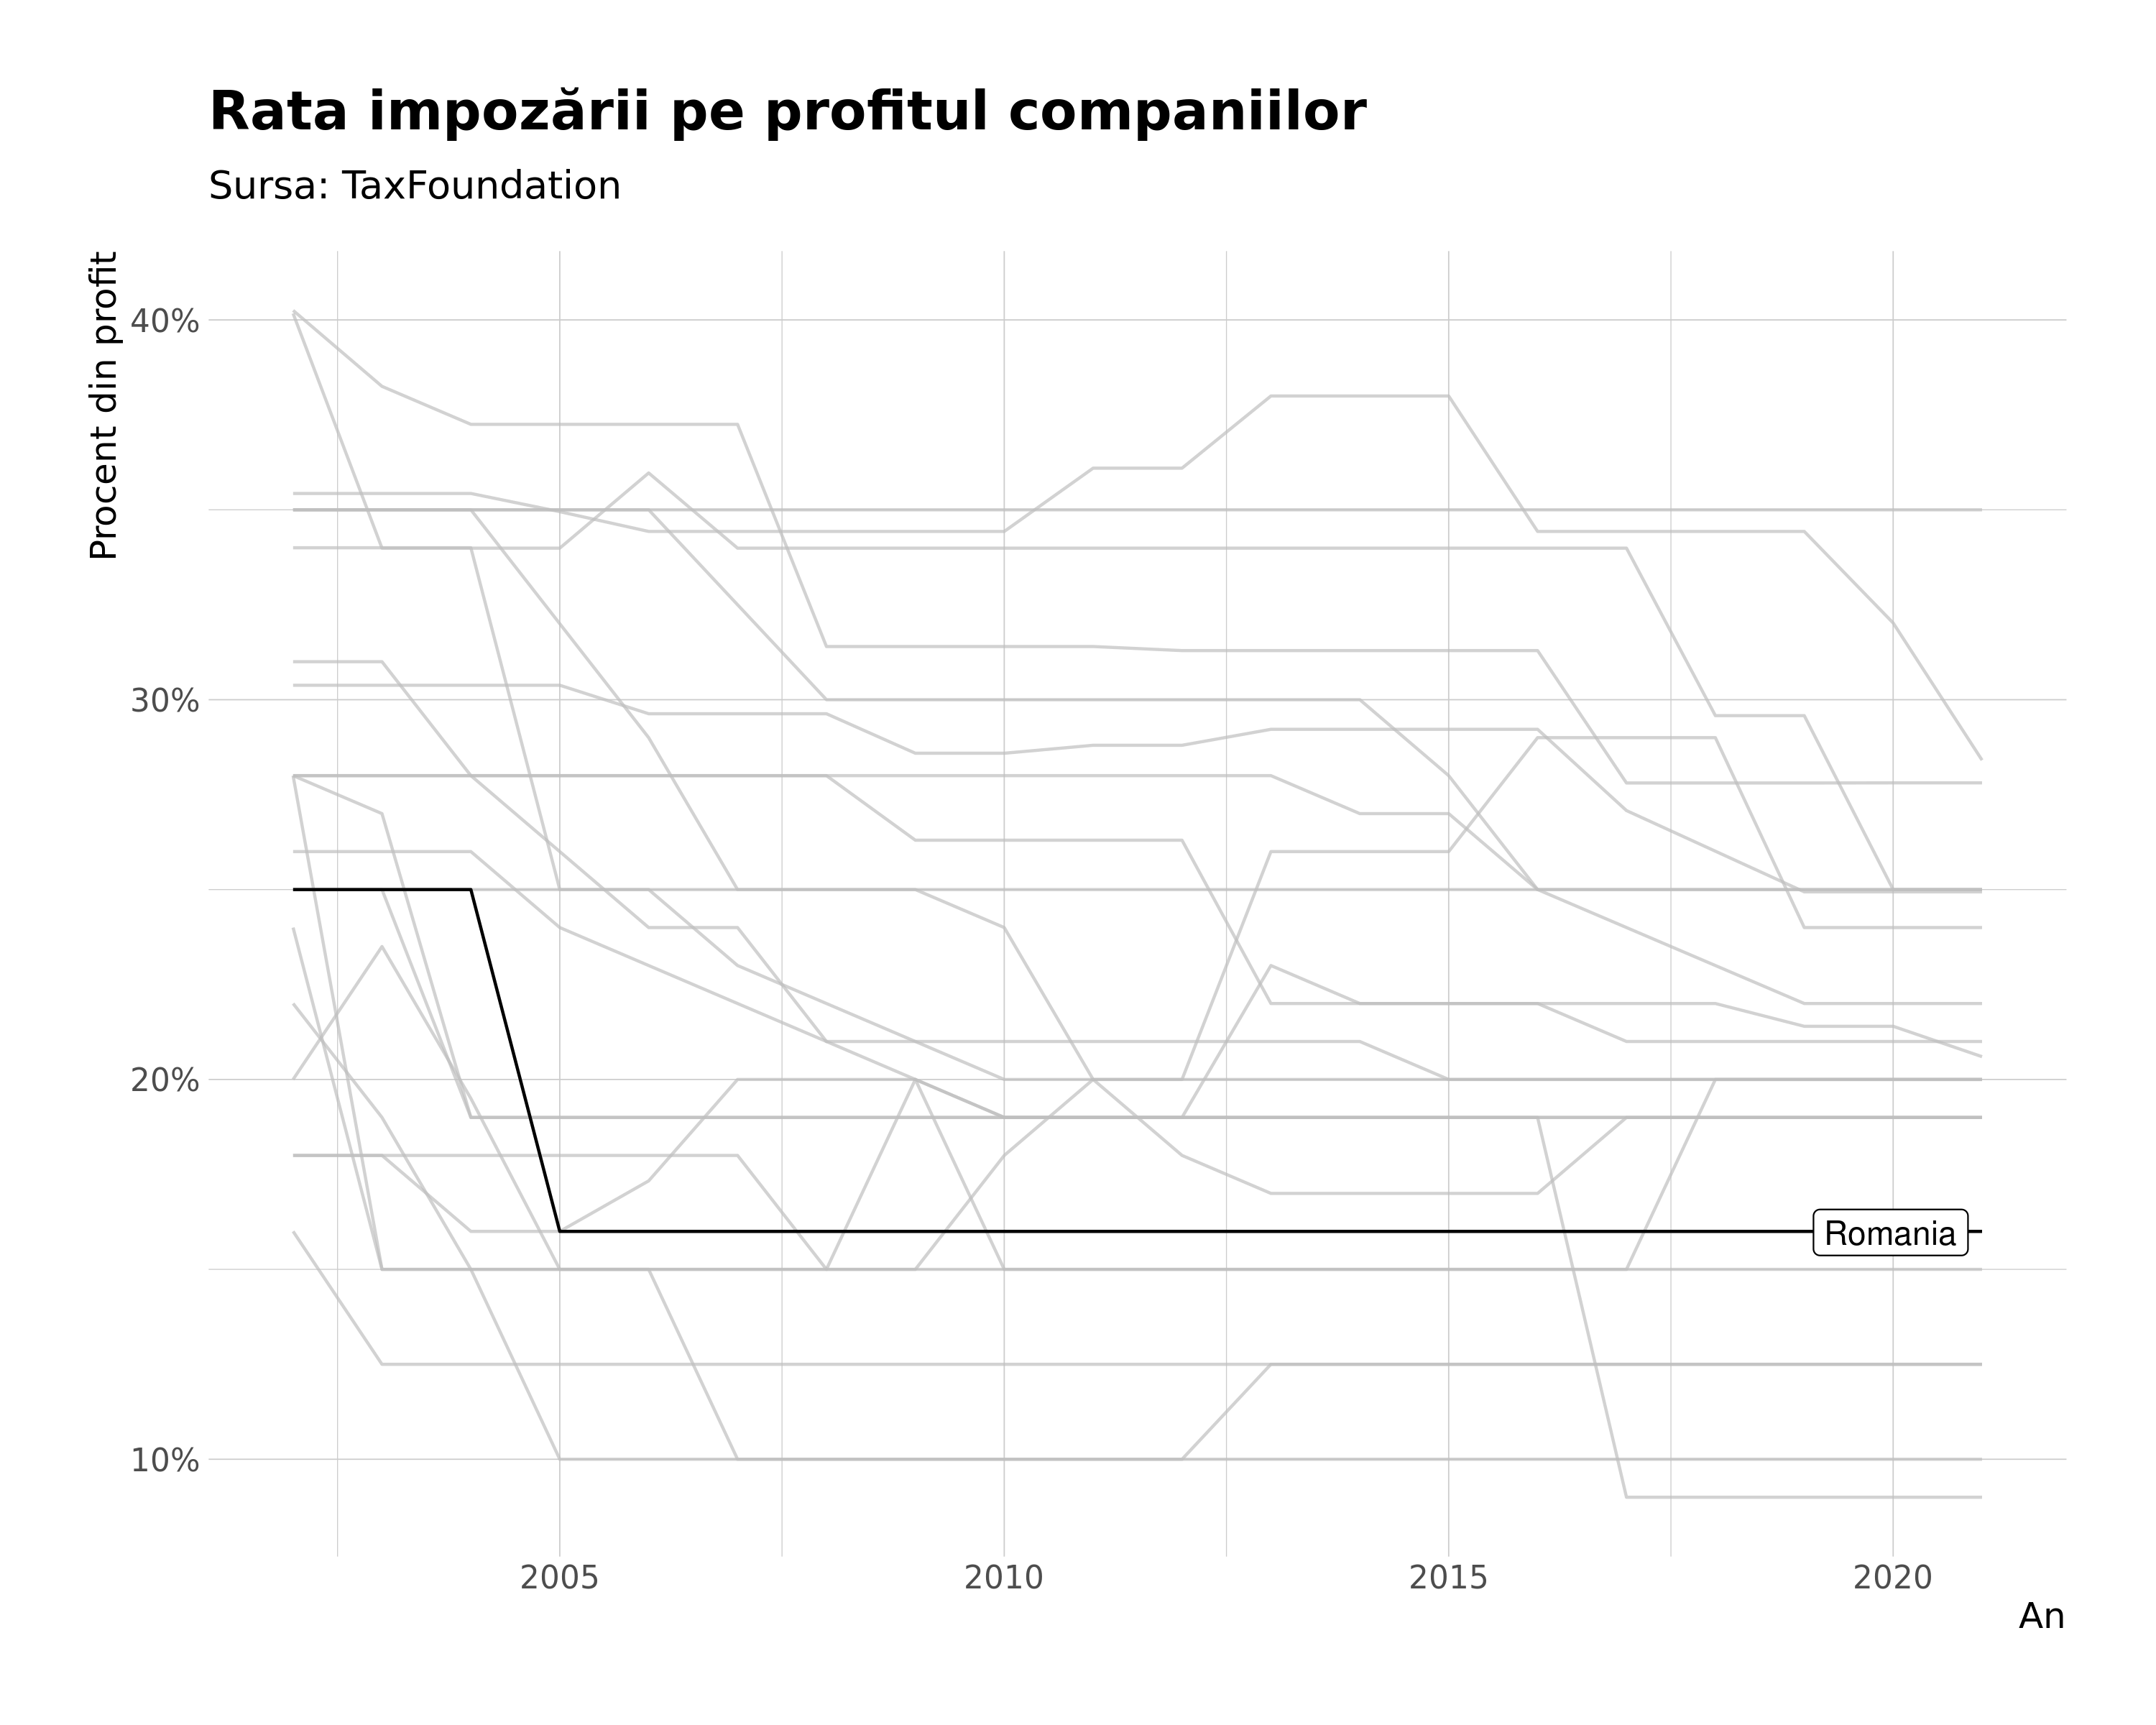 Rata impozării pe profitul companiilor
Sursa: TaxFoundation
Procent din profit
40%
30%
20%
10%
Romania
2005
2010
2015
2020
An